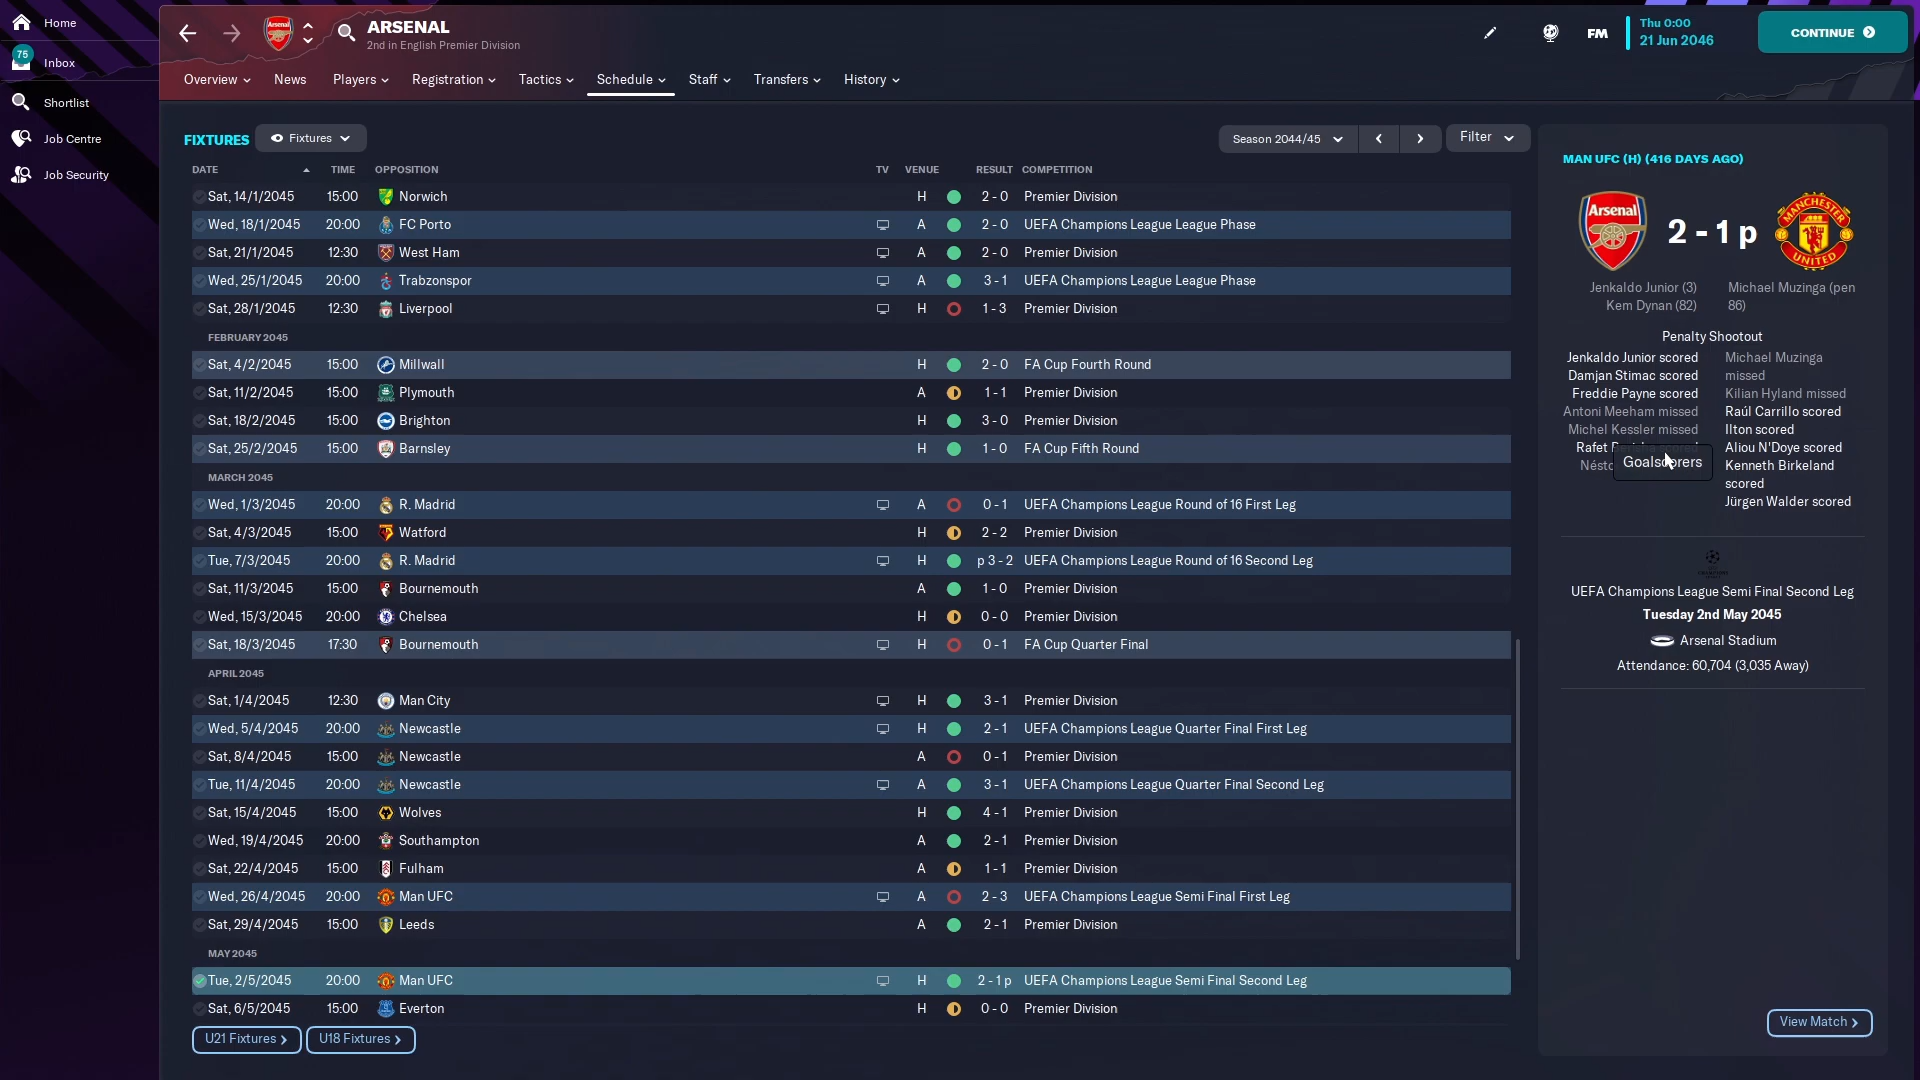 Home
75
Inbox
Shortlist
Job Centre
Job Security
ARSENAL
2nd in English Premier Division
FM
Thu 0:00
21 Jun 2046
CONTINUE
Overview
News
Players
Registration
Tactics
Schedule
Staff
Transfers
History
FIXTURES
Fixtures
Season 2044/45
Filter
DATE TIME OPPOSITION TV VENUE RESULT COMPETITION
Sat, 14/1/2045 15:00 Norwich H 2 - 0 Premier Division
Wed, 18/1/2045 20:00 FC Porto A 2 - 0 UEFA Champions League League Phase
Sat, 21/1/2045 12:30 West Ham A 2 - 0 Premier Division
Wed, 25/1/2045 20:00 Trabzonspor A 3 - 1 UEFA Champions League League Phase
Sat, 28/1/2045 12:30 Liverpool H 1 - 3 Premier Division
FEBRUARY 2045
Sat, 4/2/2045 15:00 Millwall H 2 - 0 FA Cup Fourth Round
Sat, 11/2/2045 15:00 Plymouth A 1 - 1 Premier Division
Sat, 18/2/2045 15:00 Brighton H 3 - 0 Premier Division
Sat, 25/2/2045 15:00 Barnsley H 1 - 0 FA Cup Fifth Round
MARCH 2045
Wed, 1/3/2045 20:00 R. Madrid A 0 - 1 UEFA Champions League Round of 16 First Leg
Sat, 4/3/2045 15:00 Watford H 2 - 2 Premier Division
Tue, 7/3/2045 20:00 R. Madrid H p 3 - 2 UEFA Champions League Round of 16 Second Leg
Sat, 11/3/2045 15:00 Bournemouth A 1 - 0 Premier Division
Wed, 15/3/2045 20:00 Chelsea H 0 - 0 Premier Division
Sat, 18/3/2045 17:30 Bournemouth H 0 - 1 FA Cup Quarter Final
APRIL 2045
Sat, 1/4/2045 12:30 Man City H 3 - 1 Premier Division
Wed, 5/4/2045 20:00 Newcastle H 2 - 1 UEFA Champions League Quarter Final First Leg
Sat, 8/4/2045 15:00 Newcastle A 0 - 1 Premier Division
Tue, 11/4/2045 20:00 Newcastle A 3 - 1 UEFA Champions League Quarter Final Second Leg
Sat, 15/4/2045 15:00 Wolves H 4 - 1 Premier Division
Wed, 19/4/2045 20:00 Southampton A 2 - 1 Premier Division
Sat, 22/4/2045 15:00 Fulham A 1 - 1 Premier Division
Wed, 26/4/2045 20:00 Man UFC A 2 - 3 UEFA Champions League Semi Final First Leg
Sat, 29/4/2045 15:00 Leeds A 2 - 1 Premier Division
MAY 2045
Tue, 2/5/2045 20:00 Man UFC H 2 - 1 p UEFA Champions League Semi Final Second Leg
Sat, 6/5/2045 15:00 Everton H 0 - 0 Premier Division
U21 Fixtures
U18 Fixtures
MAN UFC (H) (416 DAYS AGO)
Arsenal
2 - 1 p
MANCHESTER
UNITED
Jenkaldo Junior (3)
Kem Dynan (82)
Michael Muzinga (pen
86)
Penalty Shootout
Jenkaldo Junior scored
Damjan Stimac scored
Freddie Payne scored
Antoni Meeham missed
Michel Kessler missed
Rafet
Nésto
Goalscorers
Michael Muzinga
missed
Kilian Hyland missed
Raúl Carrillo scored
Ilton scored
Aliou N'Doye scored
Kenneth Birkeland
scored
Jürgen Walder scored
UEFA Champions League Semi Final Second Leg
Tuesday 2nd May 2045
Arsenal Stadium
Attendance: 60,704 (3,035 Away)
View Match